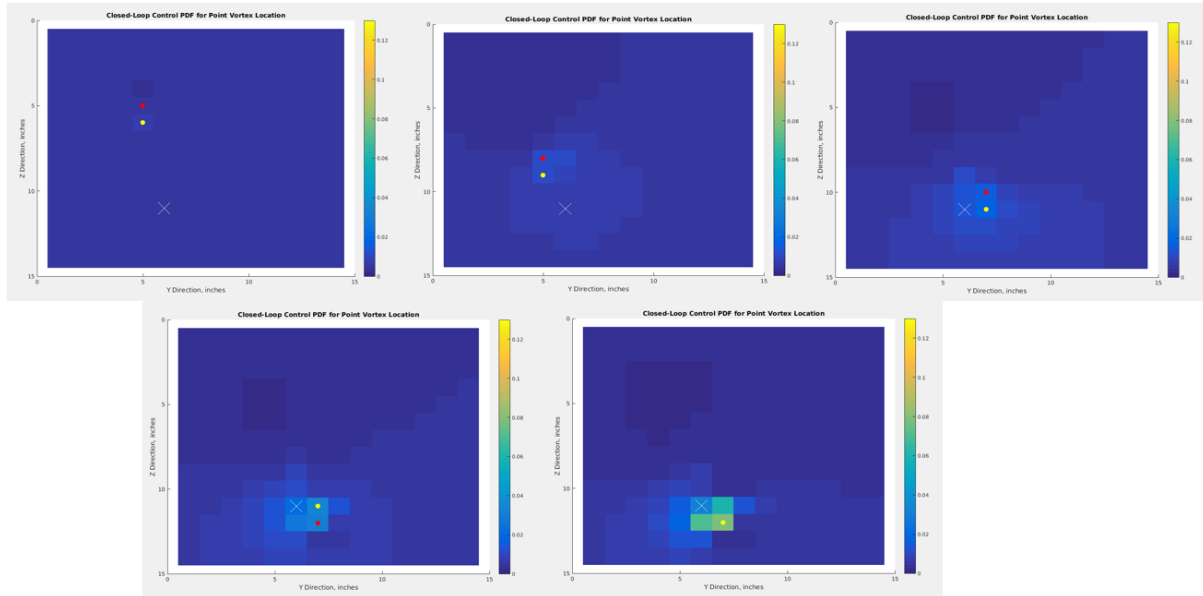 Closed-Loop Control PDF for Point Vortex Location
0
5
10
15
Z Direction, inches
0 5 10 15
Y Direction, inches
0.12
0.1
0.08
0.06
0.04
0.02
0
Closed-Loop Control PDF for Point Vortex Location
0
5
10
15
Z Direction, inches
0 5 10 15
Y Direction, inches
0.12
0.1
0.08
0.06
0.04
0.02
0
Closed-Loop Control PDF for Point Vortex Location
0
5
10
15
Z Direction, inches
0 5 10 15
Y Direction, inches
0.12
0.1
0.08
0.06
0.04
0.02
0
Closed-Loop Control PDF for Point Vortex Location
0
5
10
15
Z Direction, inches
0 5 10 15
Y Direction, inches
0.12
0.1
0.08
0.06
0.04
0.02
0
Closed-Loop Control PDF for Point Vortex Location
0
5
10
15
Z Direction, inches
0 5 10 15
Y Direction, inches
0.12
0.1
0.08
0.06
0.04
0.02
0